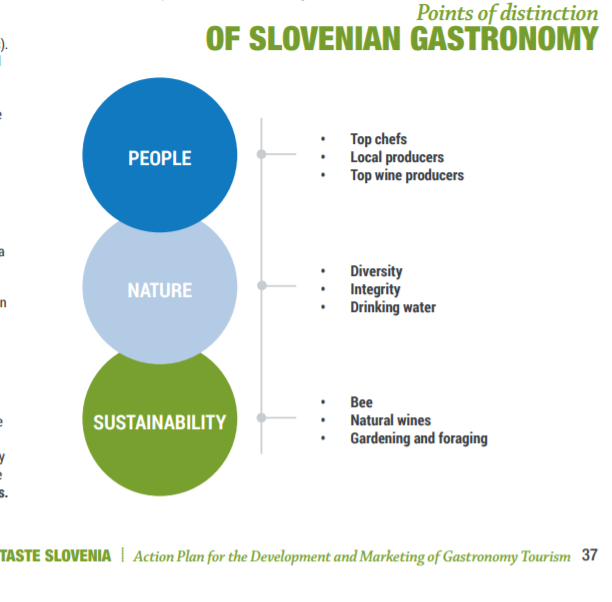 Points of distinction
OF SLOVENIAN GASTRONOMY
).
e
a
n
e
y
e
s.
PEOPLE
• Top chefs
• Local producers
• Top wine producers
NATURE
• Diversity
• Integrity
• Drinking water
SUSTAINABILITY
• Bee
• Natural wines
• Gardening and foraging
TASTE SLOVENIA | Action Plan for the Development and Marketing of Gastronomy Tourism 37